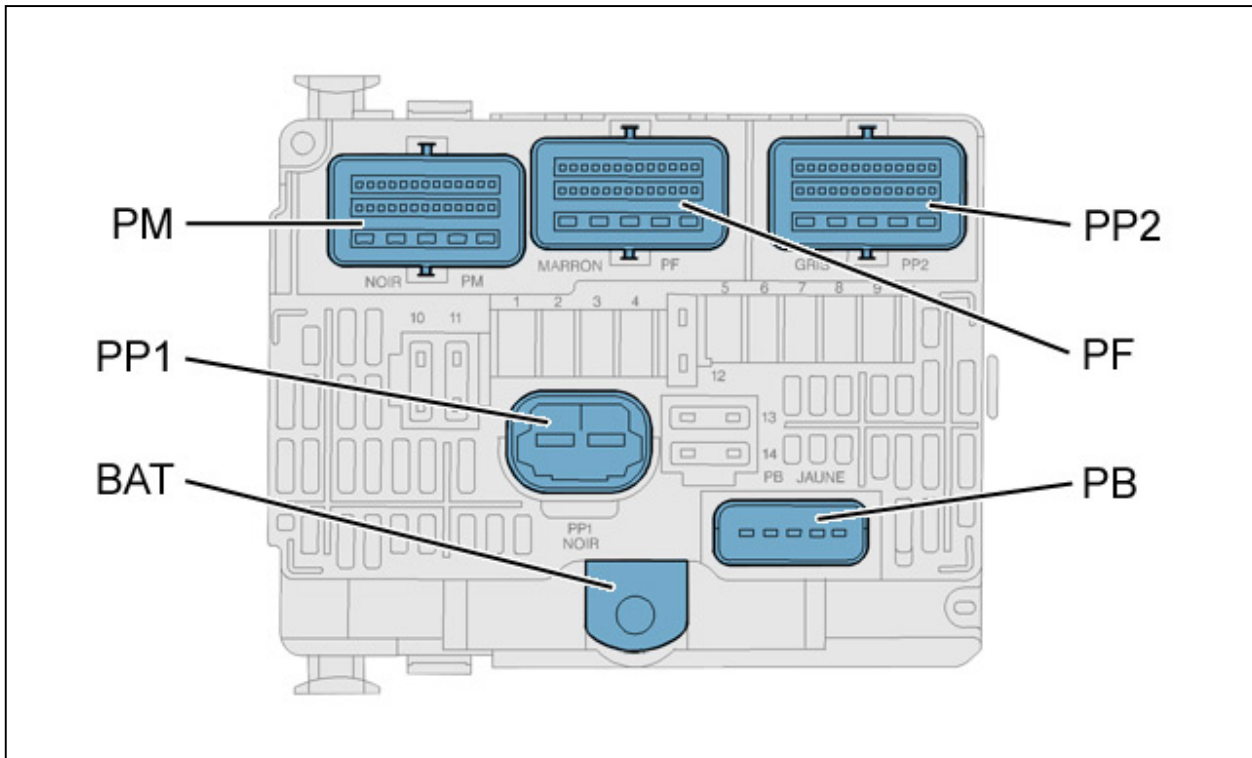 PM
PP1
BAT
PP2
PF
PB
NOIR PM
MARRON PF
GRIS PP2
1 2 3 4
5 6 7 8 9
10 11
12
13
14
PB JAUNE
PP1
NOIR